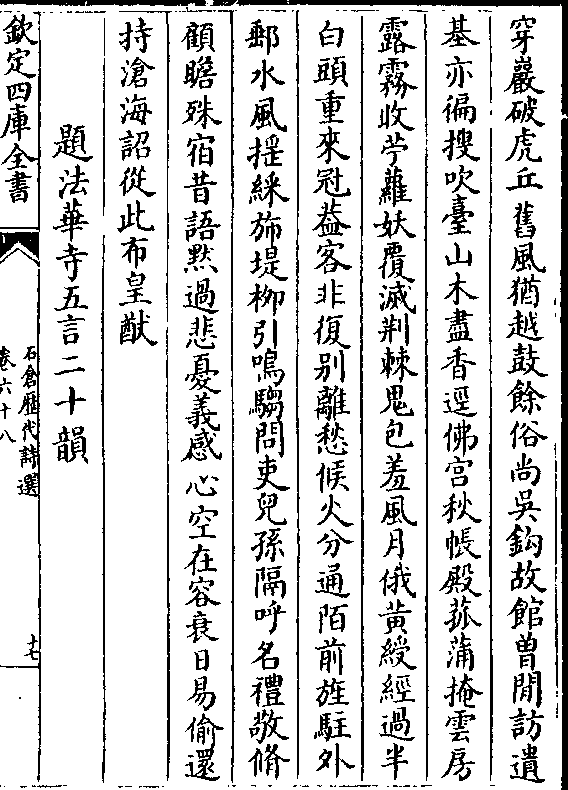 穿巖破虎丘舊風猶越鼓餘俗尚吳鈎故館曽閒訪遺
基亦徧搜吹臺山木盡香逕佛宮秋帳殿菰蒲掩雲房
露霧收苧蘿妖覆滅荆棘鬼包羞風月俄黃綬經過半
白頭重來冠蓋客非復别離愁候火分通陌前旌駐外
郵水風揺綵斾堤栁引鳴騶問吏兒孫隔呼名禮敬脩
顧瞻殊宿昔語黙過悲憂義感心空在容衰日易偷還
持滄海詔從此布皇猷
題法華寺五言二十韻
欽定四庫全書
石倉歴代詩選
卷六十八
十七